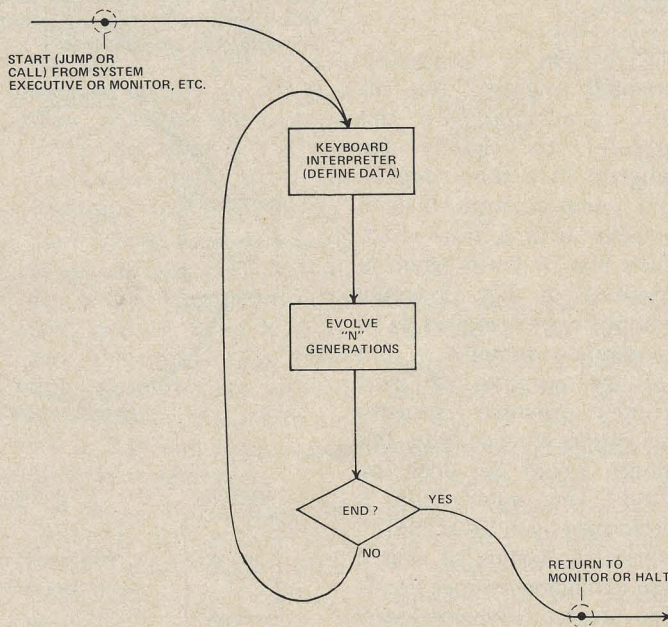 START (JUMP OR
CALL) FROM SYSTEM
EXECUTIVE OR MONITOR, ETC.
KEYBOARD
INTERPRETER
(DEFINE DATA)
EVOLVE
"N"
GENERATIONS
END ?
YES
NO
RETURN TO
MONITOR OR HALT